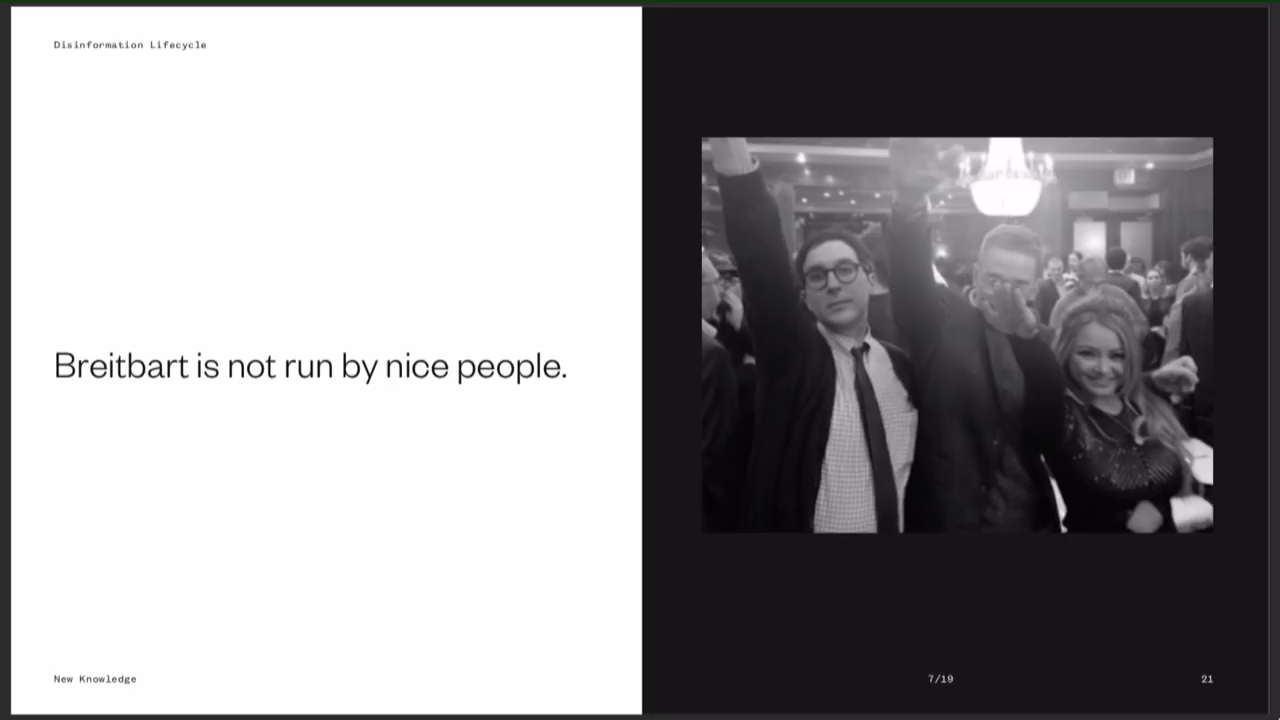 Disinformation Lifecycle
Breitbart is not run by nice people.
New Knowledge
7/19
21